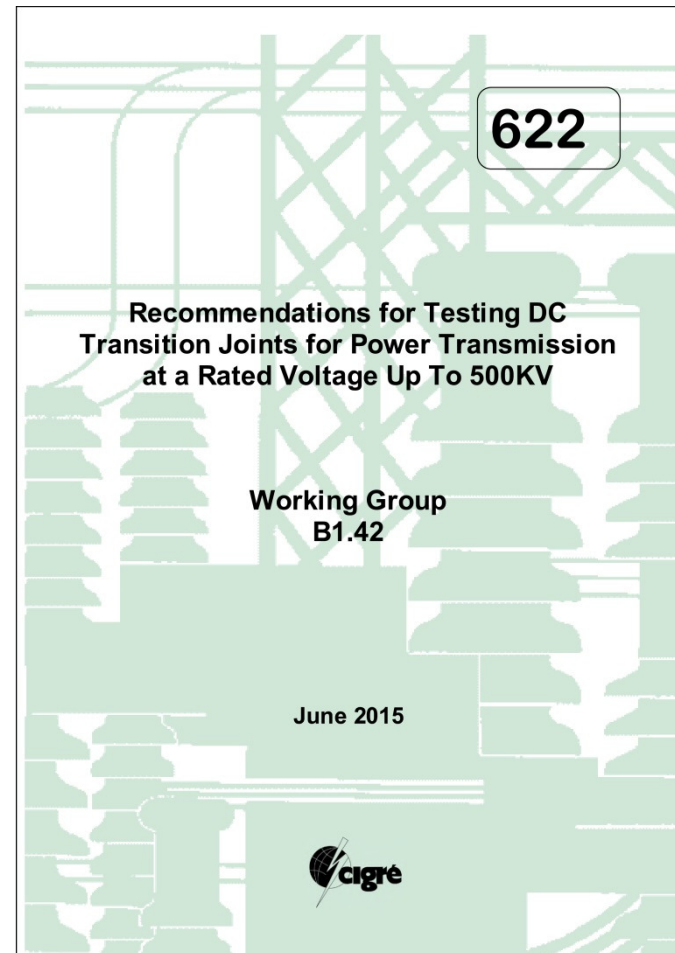 622
Recommendations for Testing DC
Transition Joints for Power Transmission
at a Rated Voltage Up To 500KV
Working Group
B1.42
June 2015
cigré